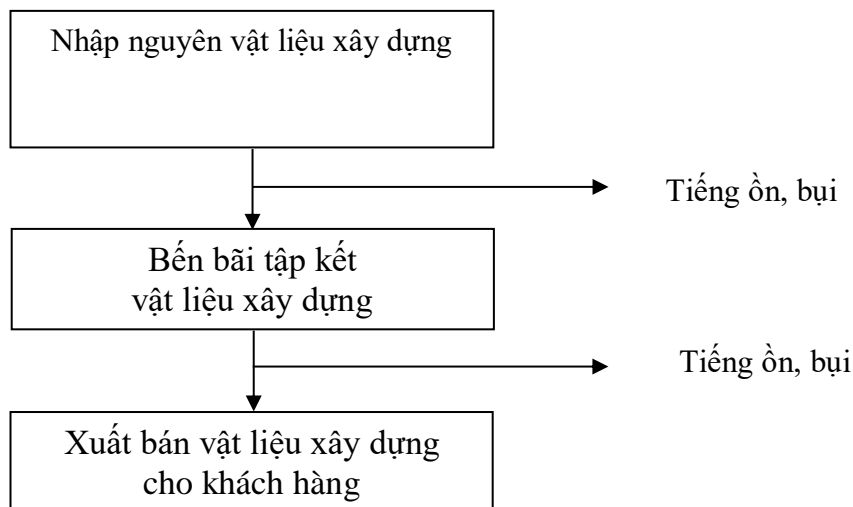 Nhập nguyên vật liệu xây dựng
Tiếng ồn, bụi
Bến bãi tập kết
vật liệu xây dựng
Tiếng ồn, bụi
Xuất bán vật liệu xây dựng
cho khách hàng